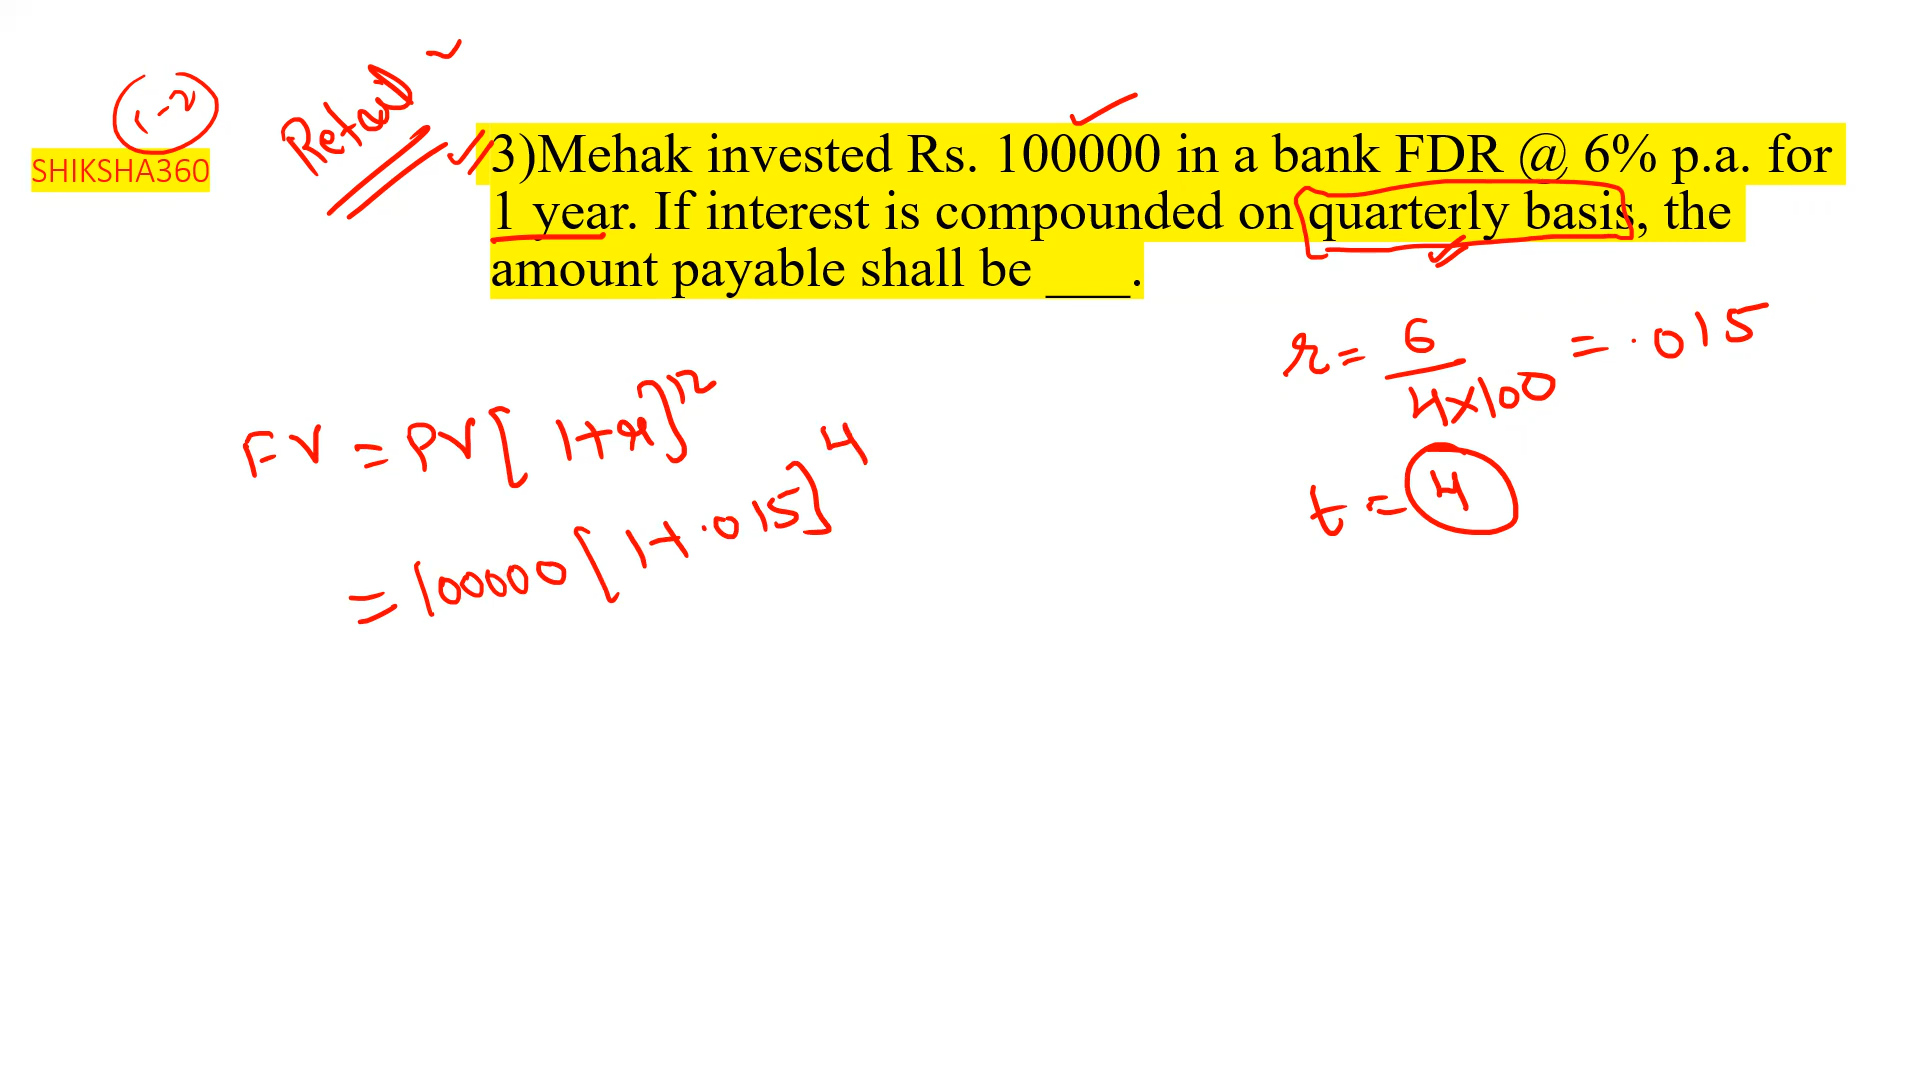 (1-2)
SHIKSHA360
Retail
3)Mehak invested Rs. 100000 in a bank FDR @ 6% p.a. for
1 year. If interest is compounded on quarterly basis, the
amount payable shall be ___.
r = 6/4×100 = .015
t = 4
FV = PV[1+r]^n
= 100000[1+.015]^4